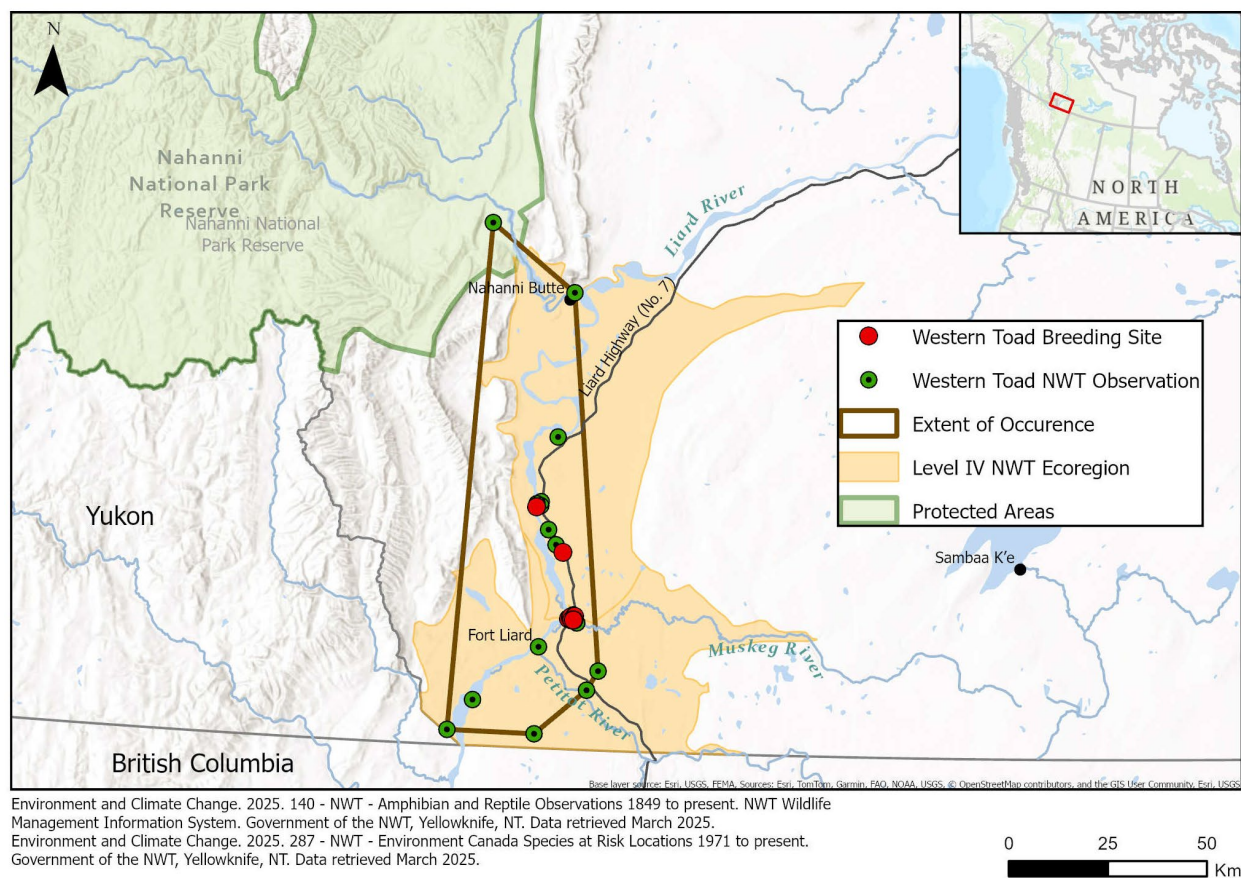 N
Nahanni
National Park
Reserve
Nahanni National
Park Reserve
NORTH
AMERICA
Liard River
Nahanni Butte
Liard Highway (No. 7)
Western Toad Breeding Site
Western Toad NWT Observation
Extent of Occurence
Level IV NWT Ecoregion
Protected Areas
Yukon
Sambaa K'e
Fort Liard
Muskeg River
Petitot River
British Columbia
Base layer source: Esri, USGS, FEMA, Sources: Esri, TomTom, Garmin, FAO, NOAA, USGS, © OpenStreetMap contributors, and the GIS User Community, Esri, USGS
Environment and Climate Change. 2025. 140 - NWT - Amphibian and Reptile Observations 1849 to present. NWT Wildlife
Management Information System. Government of the NWT, Yellowknife, NT. Data retrieved March 2025.
Environment and Climate Change. 2025. 287 - NWT - Environment Canada Species at Risk Locations 1971 to present.
Government of the NWT, Yellowknife, NT. Data retrieved March 2025.
0 25 50
Km